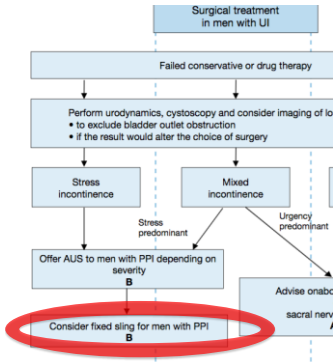 Surgical treatment
in men with UI
Failed conservative or drug therapy
Perform urodynamics, cystoscopy and consider imaging of lo
• to exclude bladder outlet obstruction
• if the result would alter the choice of surgery
Stress
incontinence
Mixed
incontinence
Stress
predominant
Urgency
predominant
Offer AUS to men with PPI depending on
severity
B
Advise onabo
sacral nerv
Consider fixed sling for men with PPI
B